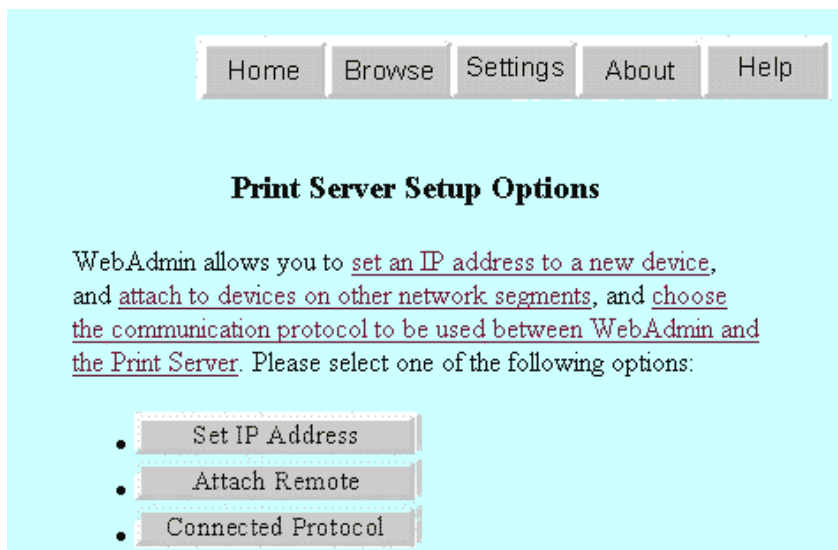 Home Browse Settings About Help
Print Server Setup Options
WebAdmin allows you to set an IP address to a new device,
and attach to devices on other network segments, and choose
the communication protocol to be used between WebAdmin and
the Print Server. Please select one of the following options:
Set IP Address
Attach Remote
Connected Protocol